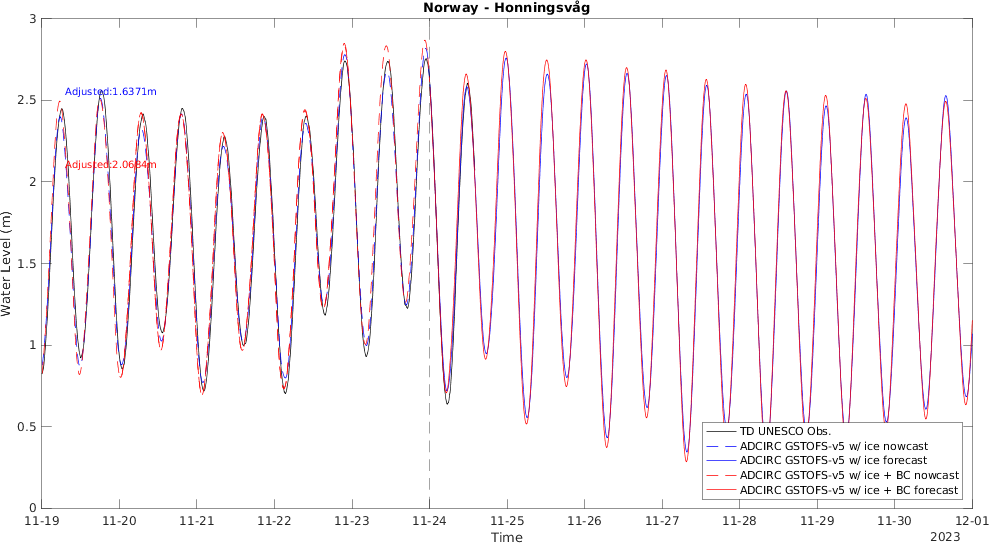 Norway - Honningsvåg
3
2.5
2
1.5
1
0.5
0
Water Level (m)
Adjusted:1.6371m
Adjusted:2.0684m
TD UNESCO Obs.
ADCIRC GSTOFS-v5 w/ ice nowcast
ADCIRC GSTOFS-v5 w/ ice forecast
ADCIRC GSTOFS-v5 w/ ice + BC nowcast
ADCIRC GSTOFS-v5 w/ ice + BC forecast
11-19 11-20 11-21 11-22 11-23 11-24 11-25 11-26 11-27 11-28 11-29 11-30 12-01
Time
2023